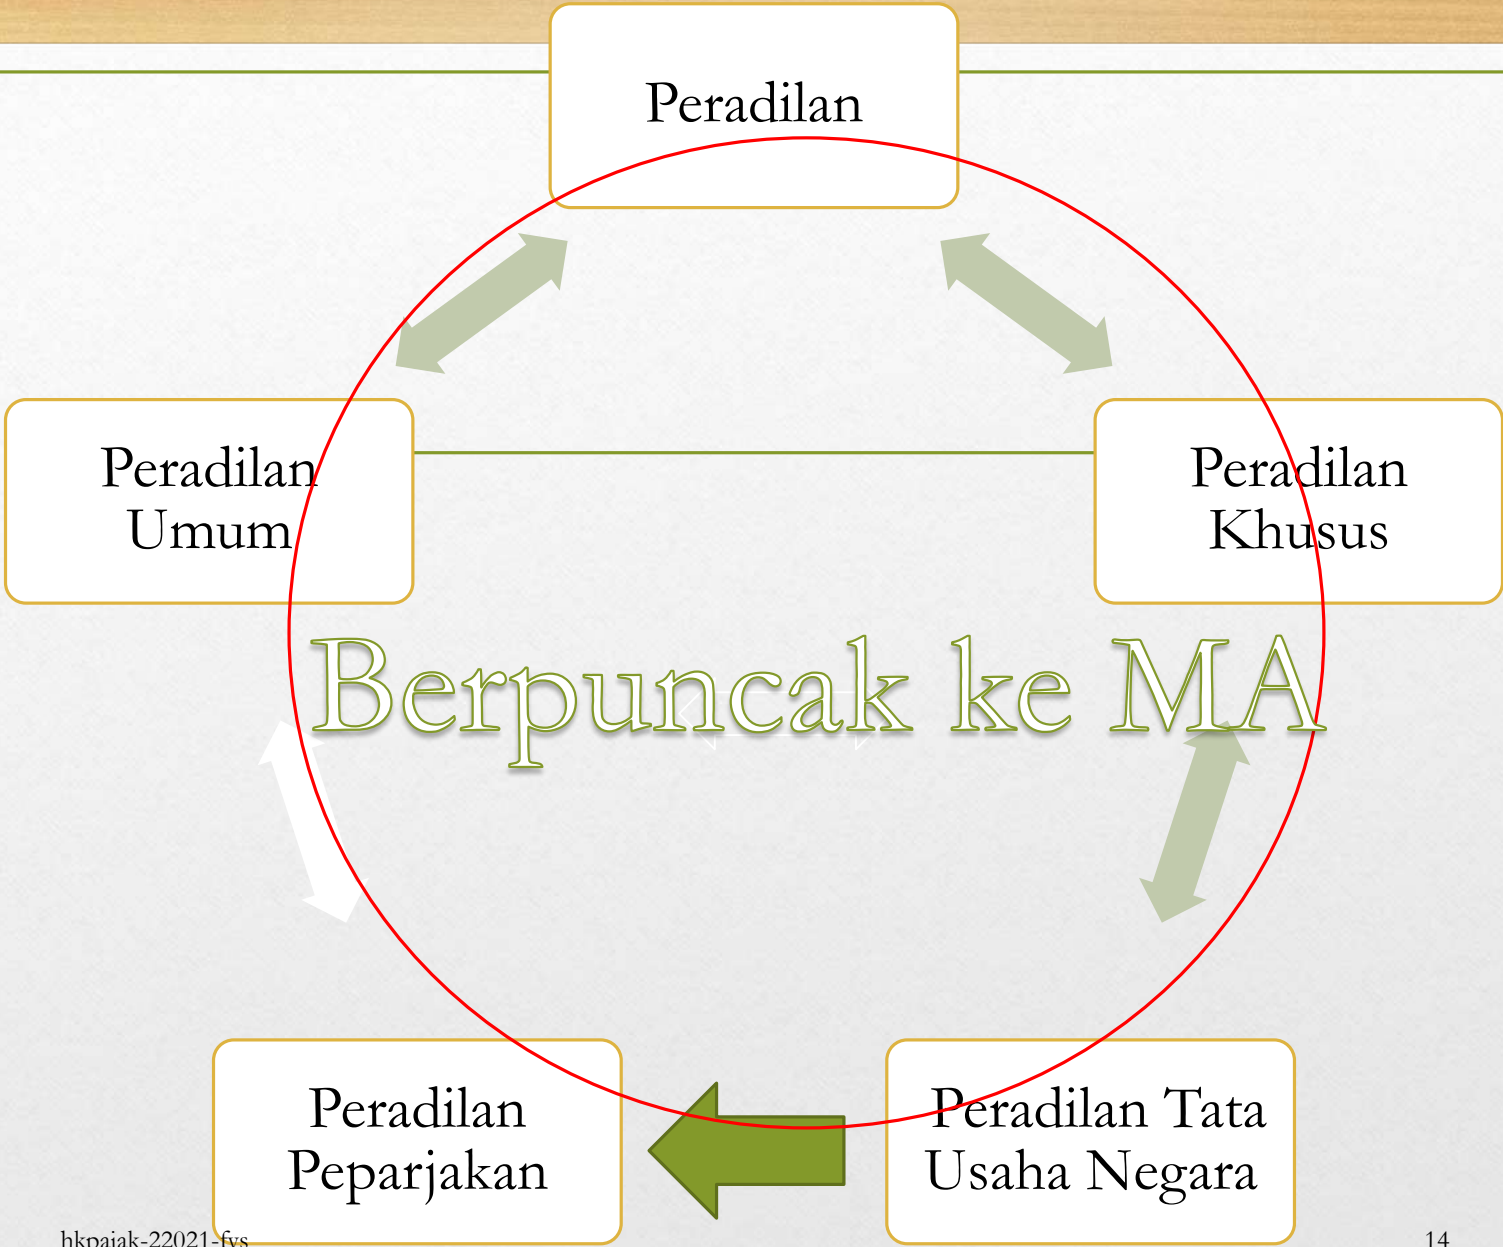 Peradilan
Peradilan
Umum
Peradilan
Khusus
Berpuncak ke MA
Peradilan
Peparjakan
Peradilan Tata
Usaha Negara
hkpajak-22021-fys
14